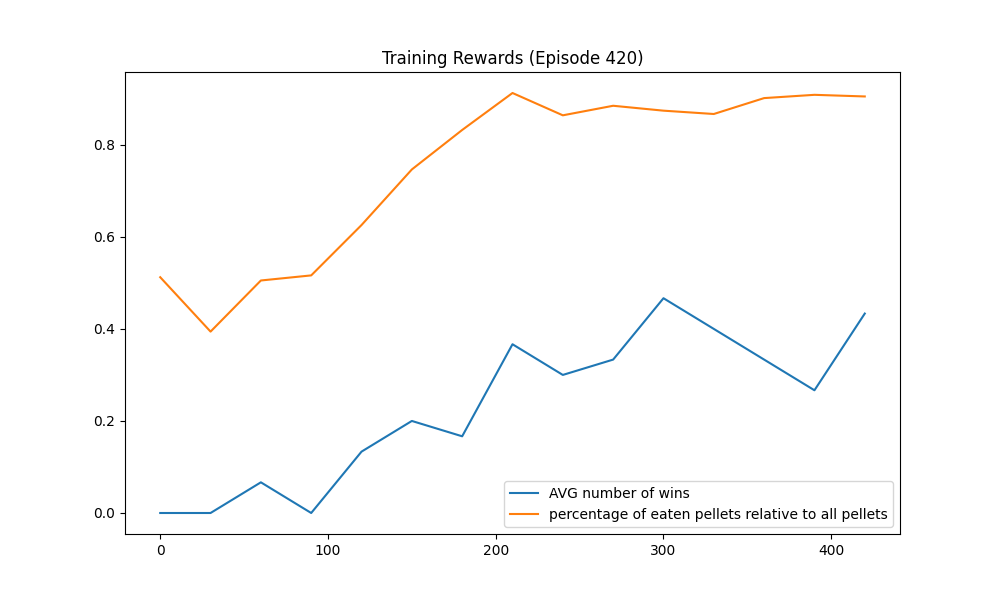 Training Rewards (Episode 420)
0.8
0.6
0.4
0.2
0.0
AVG number of wins
percentage of eaten pellets relative to all pellets
0 100 200 300 400